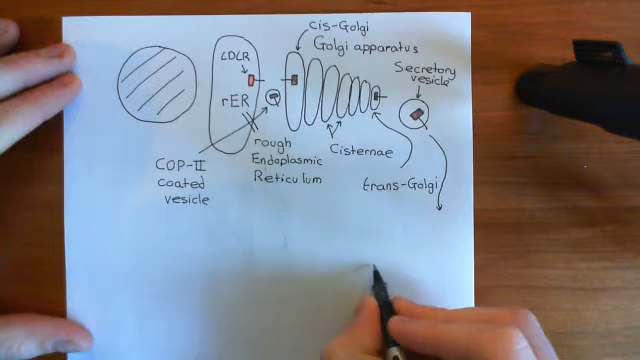 cis-Golgi
Golgi apparatus
LDLR
rER
Secretory
vesicle
rough
Endoplasmic
Reticulum
Cisternae
trans-Golgi
COP-II
coated
vesicle